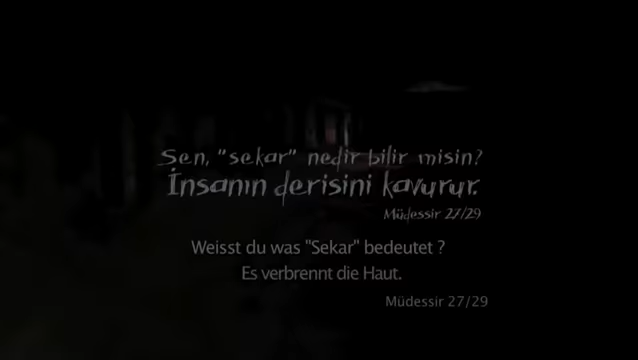 Sen, "sekar" nedir bilir misin?
İnsanın derisini kavurur.
Müdessir 27/29
Weisst du was "Sekar" bedeutet ?
Es verbrennt die Haut.
Müdessir 27/29